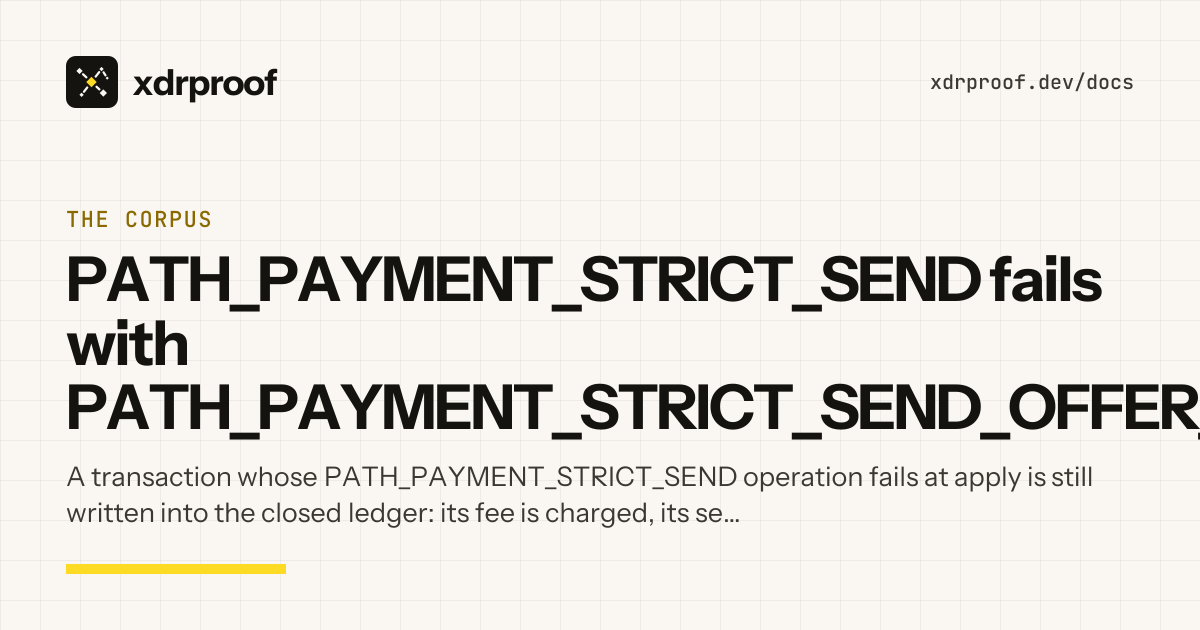 xdrproof
xdrproof.dev/docs
THE CORPUS
PATH_PAYMENT_STRICT_SEND fails
with
PATH_PAYMENT_STRICT_SEND_OFFER_
A transaction whose PATH_PAYMENT_STRICT_SEND operation fails at apply is still
written into the closed ledger: its fee is charged, its se...